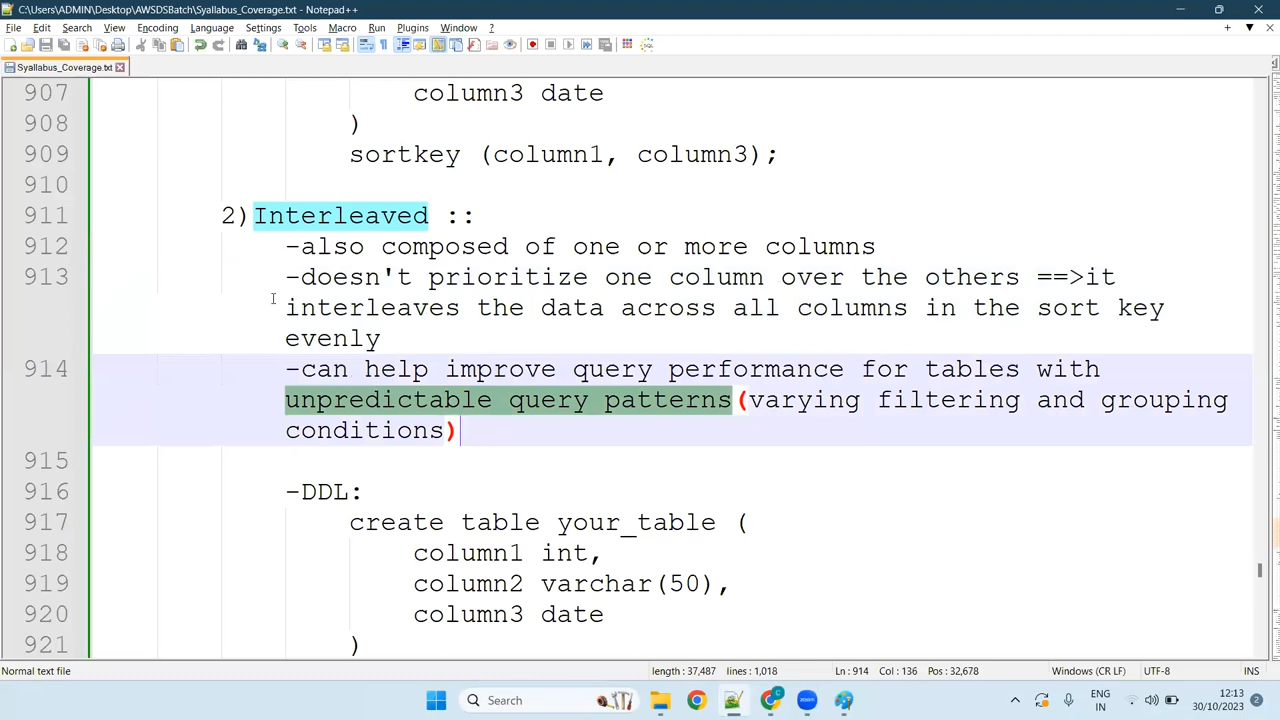 C:\Users\ADMIN\Desktop\AWSDSBatch\Syallabus_Coverage.txt - Notepad++
File Edit Search View Encoding Language Settings Tools Macro Run Plugins Window ?
Syallabus_Coverage.txt
907 column3 date
908 )
909 sortkey (column1, column3);
910
911 2)Interleaved ::
912 -also composed of one or more columns
913 -doesn't prioritize one column over the others ==>it
interleaves the data across all columns in the sort key
evenly
914 -can help improve query performance for tables with
unpredictable query patterns(varying filtering and grouping
conditions)
915
916 -DDL:
917 create table your_table (
918 column1 int,
919 column2 varchar(50),
920 column3 date
921 )
Normal text file length : 37,487 lines : 1,018 Ln : 914 Col : 136 Pos : 32,678 Windows (CR LF) UTF-8 INS
Search ENG 12:13
IN 30/10/2023